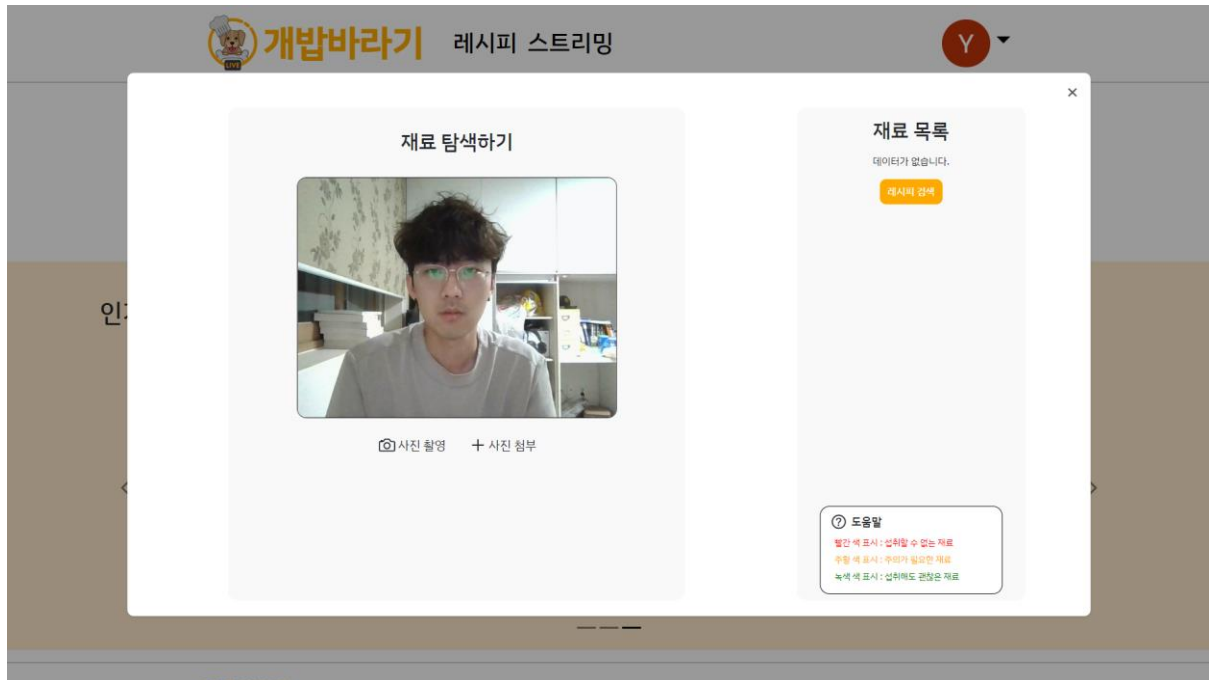 개밥바라기
LIVE
레시피 스트리밍
Y
×
재료 탐색하기
사진 촬영
사진 첨부
재료 목록
데이터가 없습니다.
레시피 검색
도움말
빨간 색 표시 : 섭취할 수 없는 재료
주황 색 표시 : 주의가 필요한 재료
녹색 색 표시 : 섭취해도 괜찮은 재료